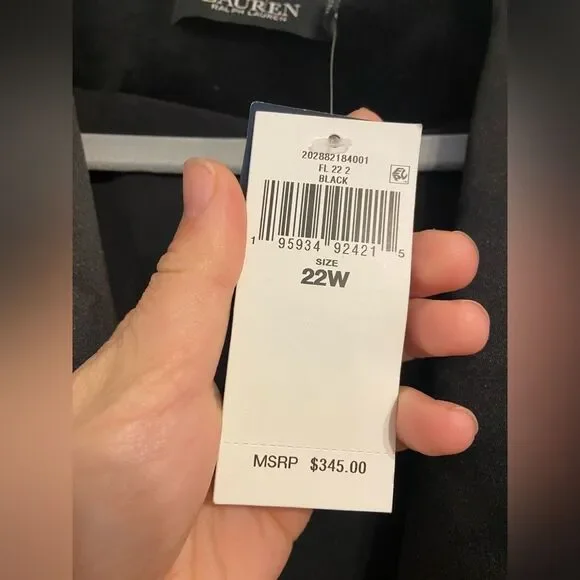 LAUREN
RALPH LAUREN
202882184001
FL 22 2
BLACK
1 95934 92421 5
SIZE
22W
MSRP $345.00